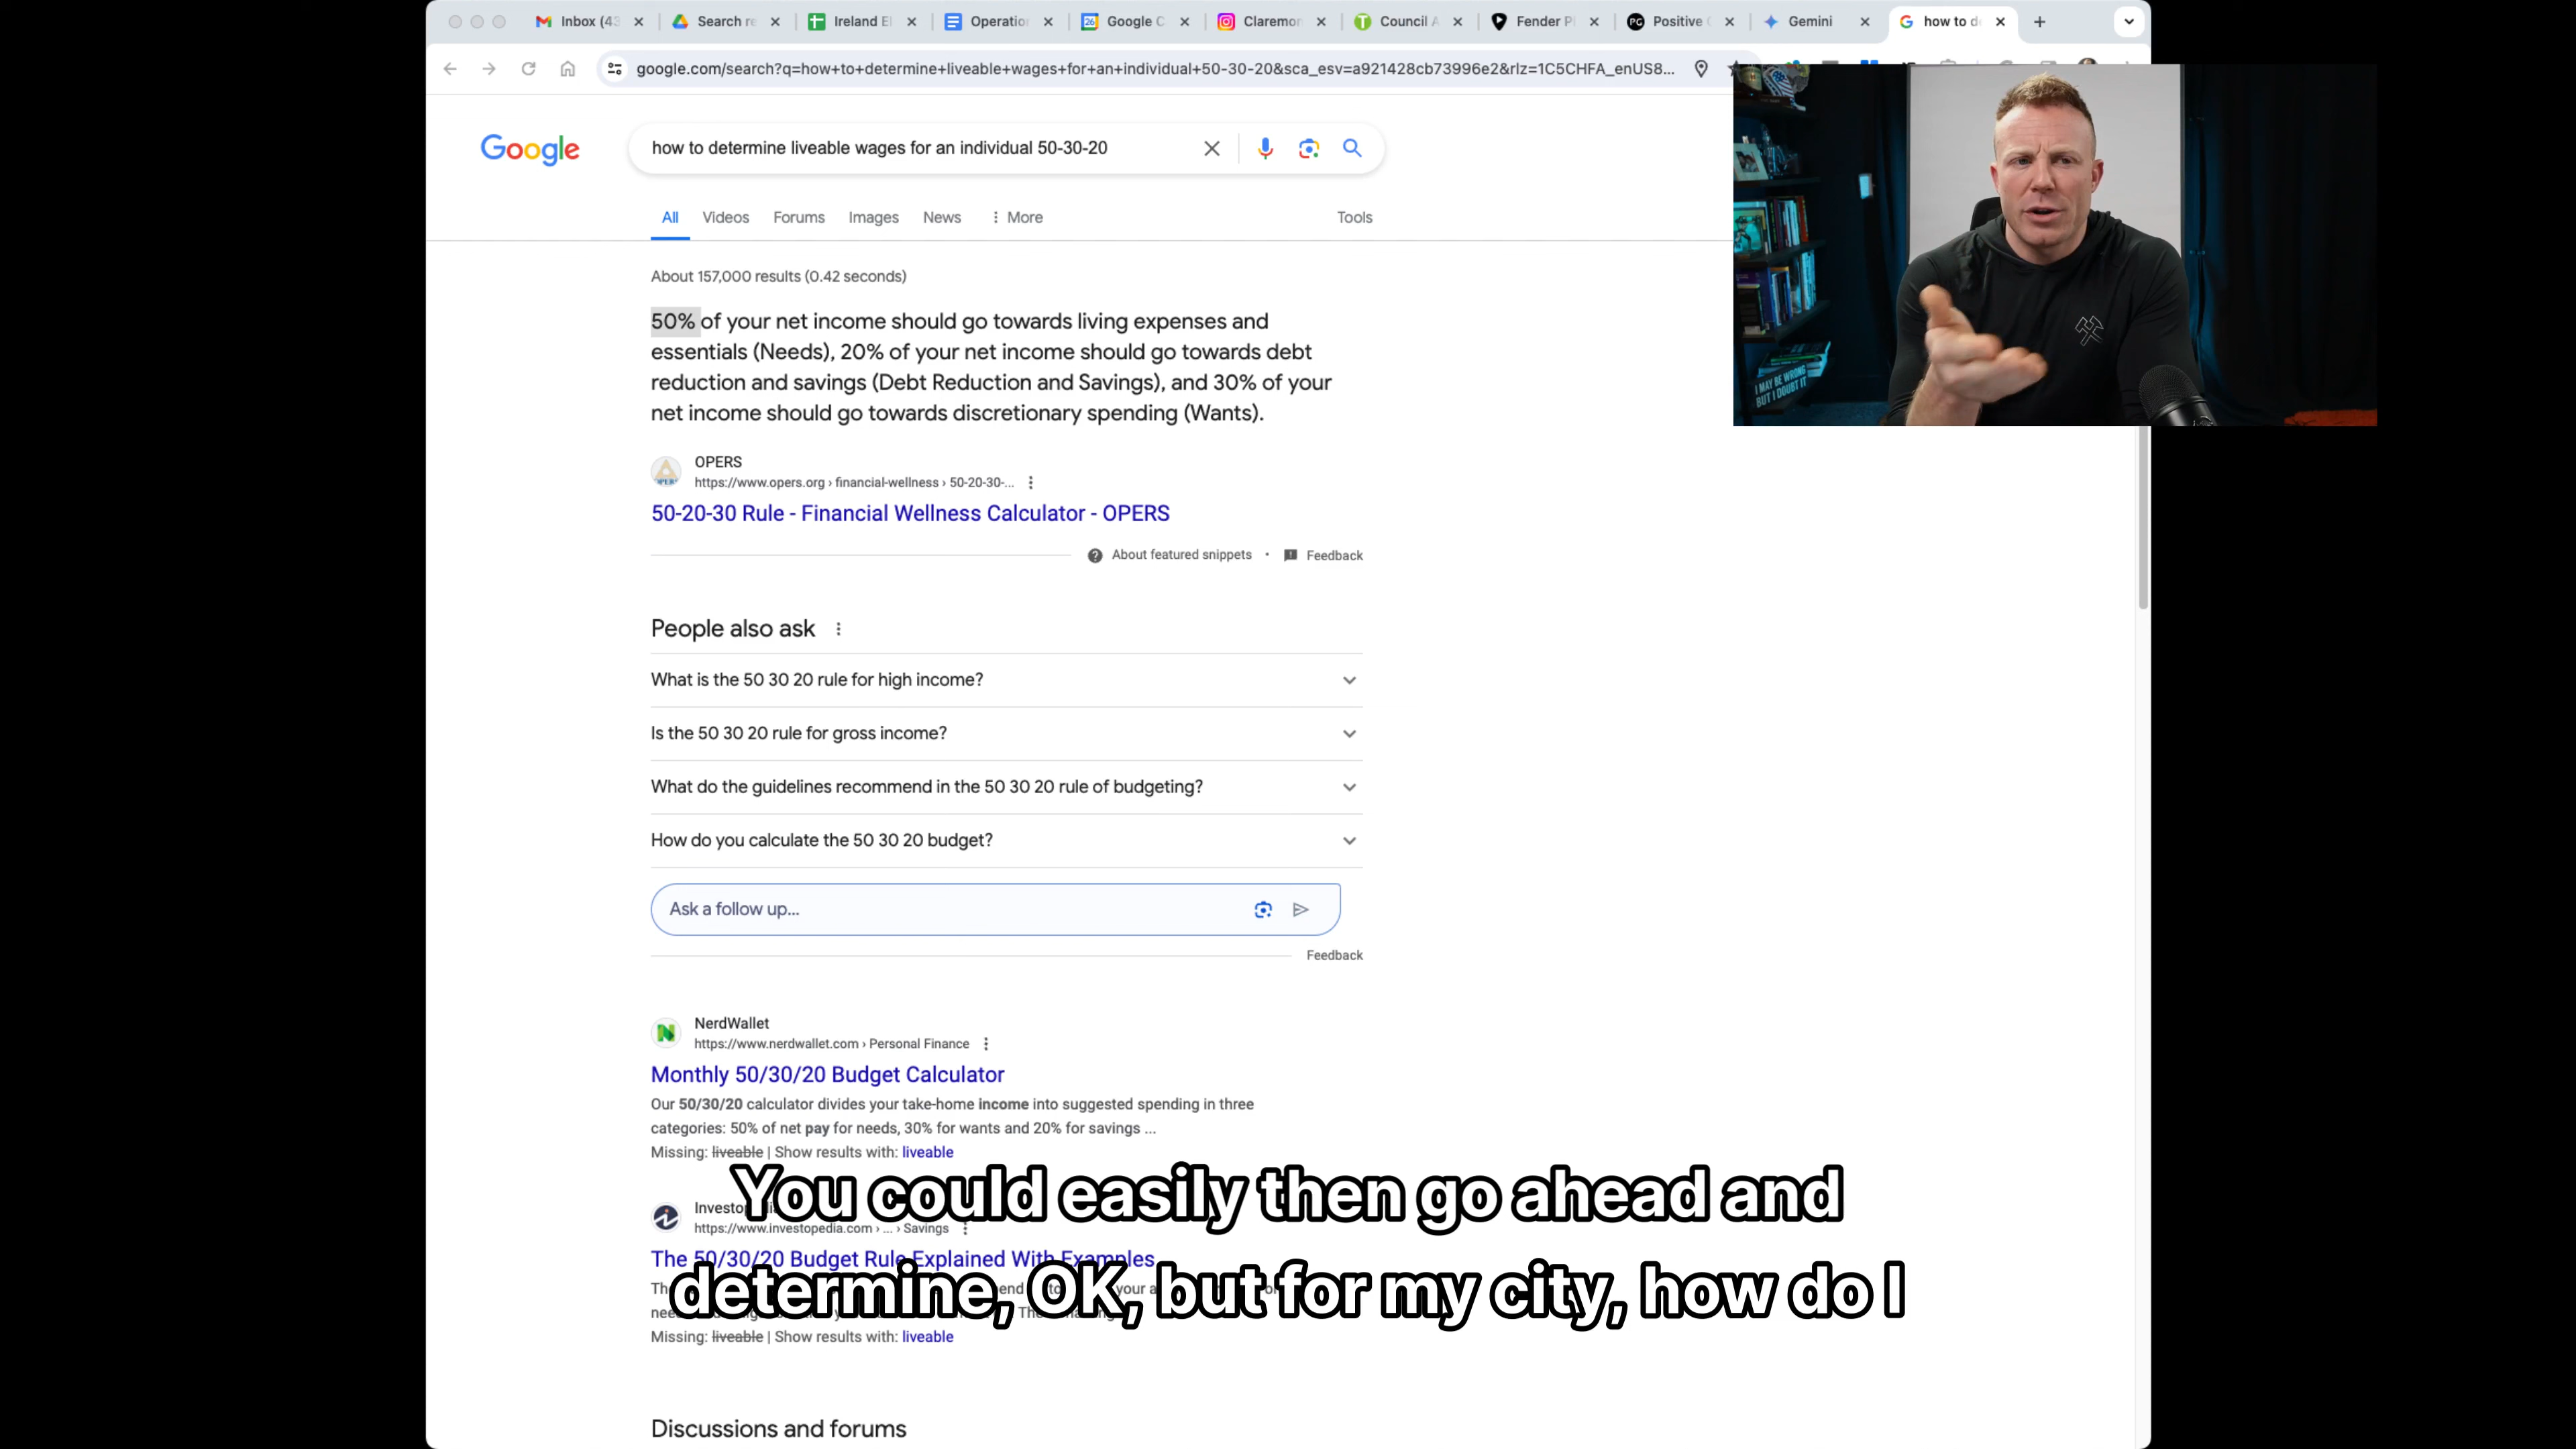 Inbox (43
Search re
Ireland El
Operation
Google C
Claremon
Council A
Fender Pl
Positive
Gemini
how to de
google.com/search?q=how+to+determine+liveable+wages+for+an+individual+50-30-20&sca_esv=a921428cb73996e2&rlz=1C5CHFA_enUS8...
Google
how to determine liveable wages for an individual 50-30-20
All Videos Forums Images News More Tools
About 157,000 results (0.42 seconds)
50% of your net income should go towards living expenses and
essentials (Needs), 20% of your net income should go towards debt
reduction and savings (Debt Reduction and Savings), and 30% of your
net income should go towards discretionary spending (Wants).
I MAY BE WRONG
BUT I DOUBT IT
OPERS
https://www.opers.org › financial-wellness › 50-20-30-...
50-20-30 Rule - Financial Wellness Calculator - OPERS
About featured snippets • Feedback
People also ask
What is the 50 30 20 rule for high income?
Is the 50 30 20 rule for gross income?
What do the guidelines recommend in the 50 30 20 rule of budgeting?
How do you calculate the 50 30 20 budget?
Ask a follow up...
Feedback
NerdWallet
https://www.nerdwallet.com › Personal Finance
Monthly 50/30/20 Budget Calculator
Our 50/30/20 calculator divides your take-home income into suggested spending in three
categories: 50% of net pay for needs, 30% for wants and 20% for savings ...
Missing: liveable | Show results with: liveable
You could easily then go ahead and
https://www.investopedia.com › ... › Savings
The 50/30/20 Budget Rule Explained With Examples
determine, OK, but for my city, how do I
Missing: liveable | Show results with: liveable
Discussions and forums